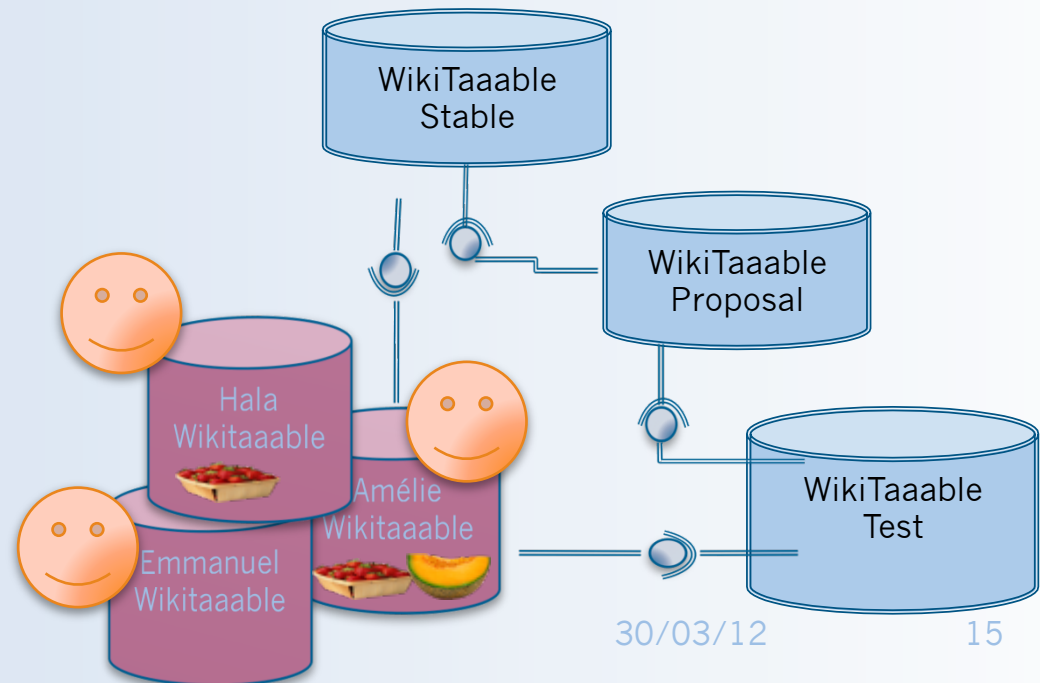 WikiTaaable
Stable
WikiTaaable
Proposal
Hala
Wikitaaable
Amélie
Wikitaaable
WikiTaaable
Test
Emmanuel
Wikitaaable
30/03/12
15